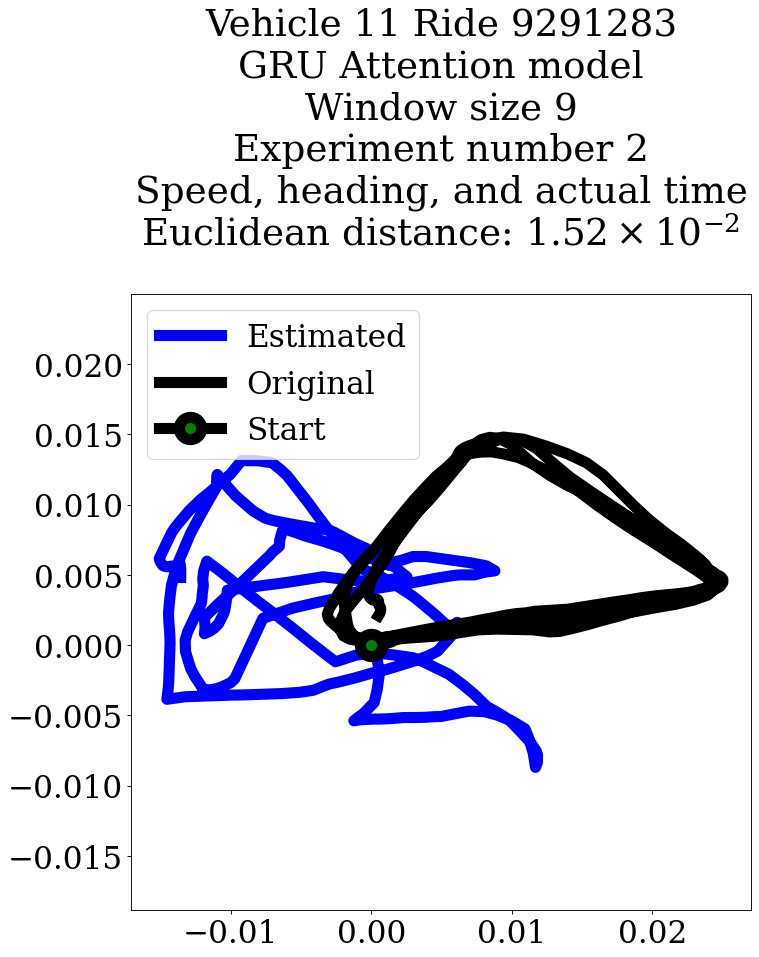 Vehicle 11 Ride 9291283
GRU Attention model
Window size 9
Experiment number 2
Speed, heading, and actual time
Euclidean distance: 1.52 × 10⁻²
Estimated
Original
Start
0.020
0.015
0.010
0.005
0.000
−0.005
−0.010
−0.015
−0.01 0.00 0.01 0.02